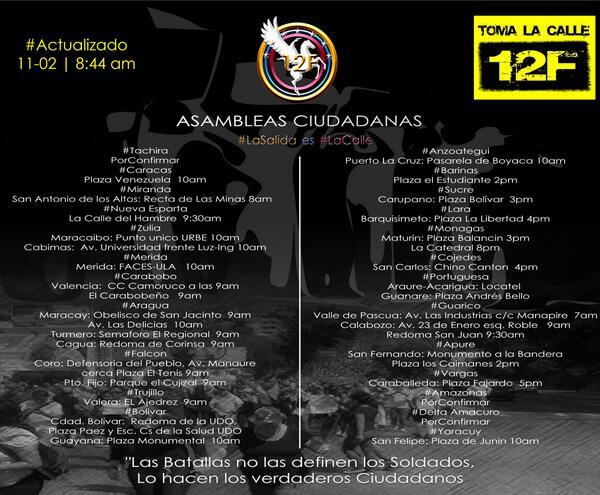 #Actualizado
11-02 | 8:44 am
12F
TOMA LA CALLE
12F
ASAMBLEAS CIUDADANAS
#LaSalida es #LaCalle
#Tachira
PorConfirmar
#Caracas
Plaza Venezuela 10am
#Miranda
San Antonio de los Altos: Recta de Las Minas 8am
#Nueva Esparta
La Calle del Hambre 9:30am
#Zulia
Maracaibo: Punto unico URBE 10am
Cabimas: Av. Universidad frente Luz-Ing 10am
#Merida
Merida: FACES-ULA 10am
#Carabobo
Valencia: CC Camoruco a las 9am
El Carabobeño 9am
#Aragua
Maracay: Obelisco de San Jacinto 9am
Av. Las Delicias 10am
Turmero: Semaforo El Regional 9am
Cagua: Redoma de Corinsa 9am
#Falcon
Coro: Defensoria del Pueblo, Av. Manaure
cerca Plaza El Tenis 9am
Pto. Fijo: Parque el Cujizal 9am
#Trujillo
Valera: EL Ajedrez 9am
#Bolivar
Cdad. Bolivar: Redoma de la UDO.
Plaza Paez y Esc. Cs de la Salud UDO
Guayana: Plaza Monumental 10am
#Anzoategui
Puerto La Cruz: Pasarela de Boyaca 10am
#Barinas
Plaza el Estudiante 2pm
#Sucre
Carupano: Plaza Bolívar 3pm
#Lara
Barquisimeto: Plaza La Libertad 4pm
#Monagas
Maturin: Plaza Balancin 3pm
La Catedral 8pm
#Cojedes
San Carlos: Chino Canton 4pm
#Portuguesa
Araure-Acarigua: Locatel
Guanare: Plaza Andrés Bello
#Guarico
Valle de Pascua: Av. Las Industrias c/c Manapire 7am
Calabozo: Av. 23 de Enero esq. Roble 9am
Redoma San Juan 9:30am
#Apure
San Fernando: Monumento a la Bandera
Plaza los Caimanes 2pm
#Vargas
Caraballeda: Plaza Fajardo 5pm
#Amazonas
PorConfirmar
#Delta Amacuro
PorConfirmar
#Yaracuy
San Felipe: Plaza de Junin 10am
"Las Batallas no las definen los Soldados,
Lo hacen los verdaderos Ciudadanos